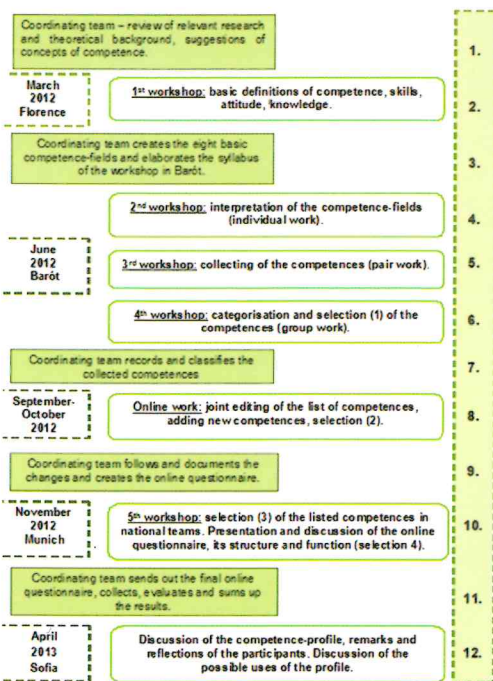 Coordinating team – review of relevant research
and theoretical background, suggestions of
concepts of competence.
1.
March
2012
Florence
1st workshop: basic definitions of competence, skills,
attitude, knowledge.
2.
Coordinating team creates the eight basic
competence-fields and elaborates the syllabus
of the workshop in Barót.
3.
2nd workshop: interpretation of the competence-fields
(individual work).
4.
June
2012
Barót
3rd workshop: collecting of the competences (pair work).
5.
4th workshop: categorisation and selection (1) of the
competences (group work).
6.
Coordinating team records and classifies the
collected competences
7.
September-
October
2012
Online work: joint editing of the list of competences,
adding new competences, selection (2).
8.
Coordinating team follows and documents the
changes and creates the online questionnaire.
9.
November
2012
Munich
5th workshop: selection (3) of the listed competences in
national teams. Presentation and discussion of the online
questionnaire, its structure and function (selection 4).
10.
Coordinating team sends out the final online
questionnaire, collects, evaluates and sums up
the results.
11.
April
2013
Sofia
Discussion of the competence-profile, remarks and
reflections of the participants. Discussion of the
possible uses of the profile.
12.